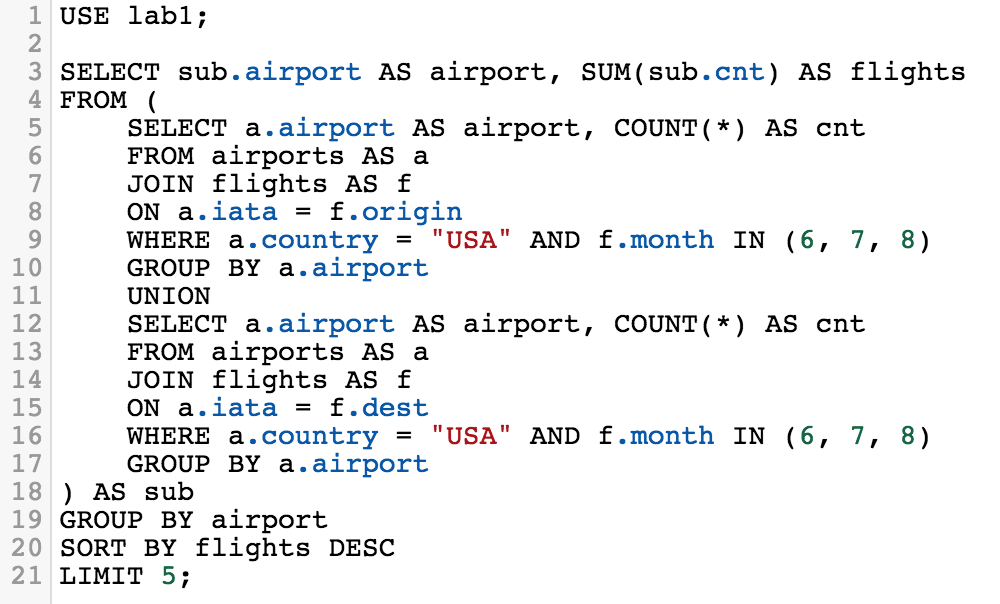 1 USE lab1;
2
3 SELECT sub.airport AS airport, SUM(sub.cnt) AS flights
4 FROM (
5     SELECT a.airport AS airport, COUNT(*) AS cnt
6     FROM airports AS a
7     JOIN flights AS f
8     ON a.iata = f.origin
9     WHERE a.country = "USA" AND f.month IN (6, 7, 8)
10     GROUP BY a.airport
11     UNION
12     SELECT a.airport AS airport, COUNT(*) AS cnt
13     FROM airports AS a
14     JOIN flights AS f
15     ON a.iata = f.dest
16     WHERE a.country = "USA" AND f.month IN (6, 7, 8)
17     GROUP BY a.airport
18 ) AS sub
19 GROUP BY airport
20 SORT BY flights DESC
21 LIMIT 5;